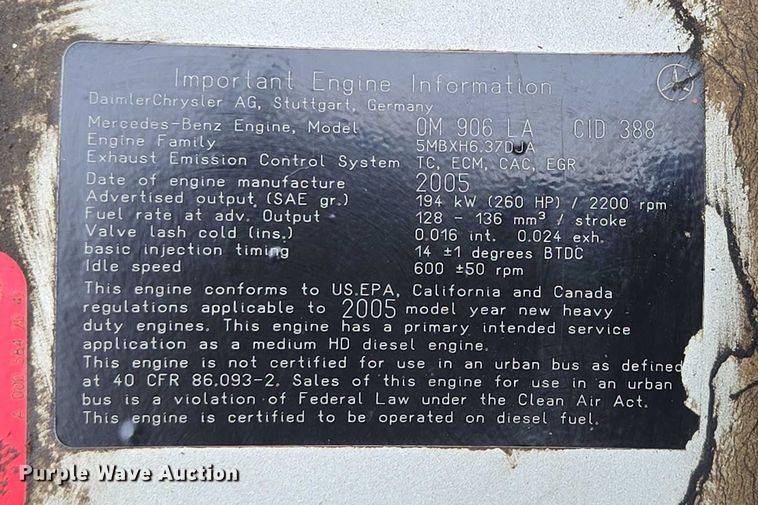 Important Engine Information
DaimlerChrysler AG, Stuttgart, Germany
Mercedes-Benz Engine, Model OM 906 LA CID 388
Engine Family 5MBXH6.37DJA
Exhaust Emission Control System TC, ECM, CAC, EGR
Date of engine manufacture 2005
Advertised output (SAE gr.) 194 kW (260 HP) / 2200 rpm
Fuel rate at adv. Output 128 - 136 mm³ / stroke
Valve lash cold (ins.) 0.016 int. 0.024 exh.
basic injection timing 14 ±1 degrees BTDC
Idle speed 600 ±50 rpm
This engine conforms to US.EPA, California and Canada
regulations applicable to 2005 model year new heavy
duty engines. This engine has a primary intended service
application as a medium HD diesel engine.
This engine is not certified for use in an urban bus as defined
at 40 CFR 86.093-2. Sales of this engine for use in an urban
bus is a violation of Federal Law under the Clean Air Act.
This engine is certified to be operated on diesel fuel.
Purple Wave Auction